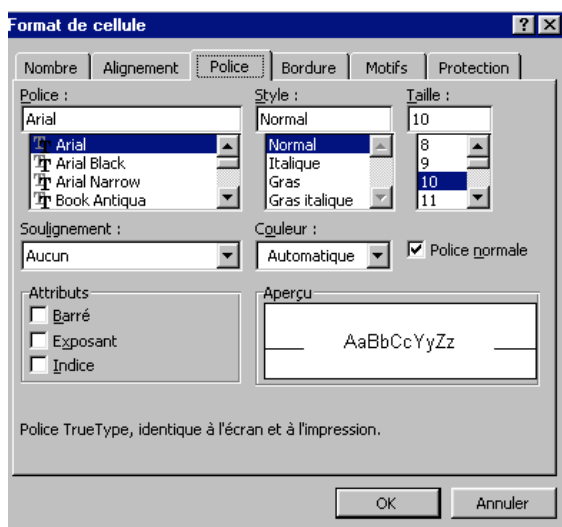 Format de cellule
Nombre Alignement Police Bordure Motifs Protection
Police : Style : Taille :
Arial Normal 10
Arial Normal 8
Arial Black Italique 9
Arial Narrow Gras 10
Book Antiqua Gras italique 11
Soulignement : Couleur :
Aucun Automatique Police normale
Attributs Aperçu
Barré
Exposant AaBbCcYyZz
Indice
Police TrueType, identique à l'écran et à l'impression.
OK Annuler